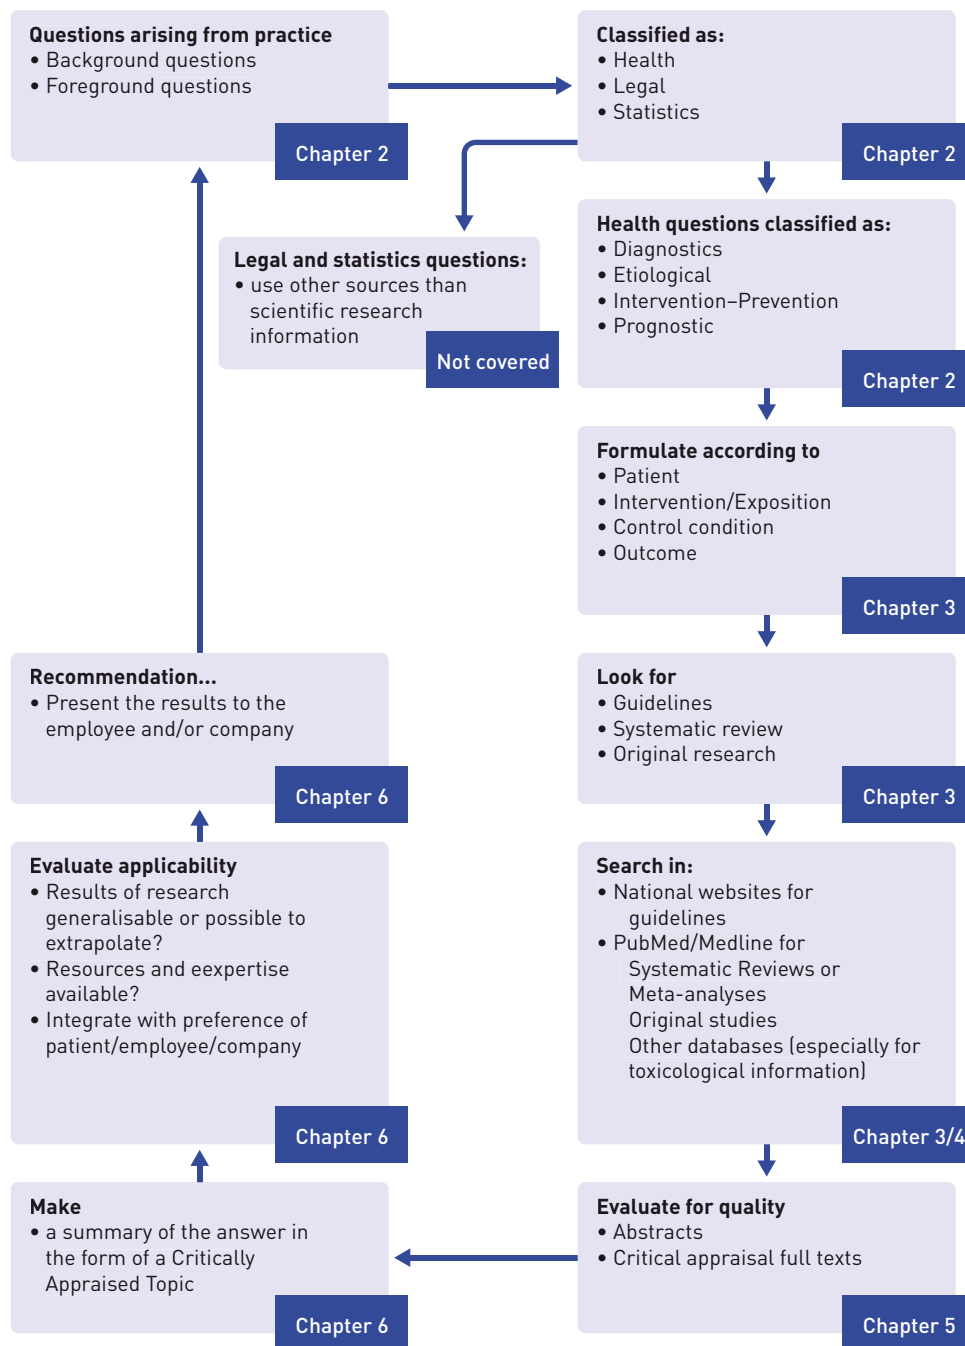 Questions arising from practice
• Background questions
• Foreground questions
Chapter 2
Classified as:
• Health
• Legal
• Statistics
Chapter 2
Legal and statistics questions:
• use other sources than
scientific research
information
Not covered
Health questions classified as:
• Diagnostics
• Etiological
• Intervention–Prevention
• Prognostic
Chapter 2
Formulate according to
• Patient
• Intervention/Exposition
• Control condition
• Outcome
Chapter 3
Look for
• Guidelines
• Systematic review
• Original research
Chapter 3
Search in:
• National websites for
guidelines
• PubMed/Medline for
Systematic Reviews or
Meta-analyses
Original studies
Other databases (especially for
toxicological information)
Chapter 3/4
Evaluate for quality
• Abstracts
• Critical appraisal full texts
Chapter 5
Make
• a summary of the answer in
the form of a Critically
Appraised Topic
Chapter 6
Evaluate applicability
• Results of research
generalisable or possible to
extrapolate?
• Resources and eexpertise
available?
• Integrate with preference of
patient/employee/company
Chapter 6
Recommendation...
• Present the results to the
employee and/or company
Chapter 6